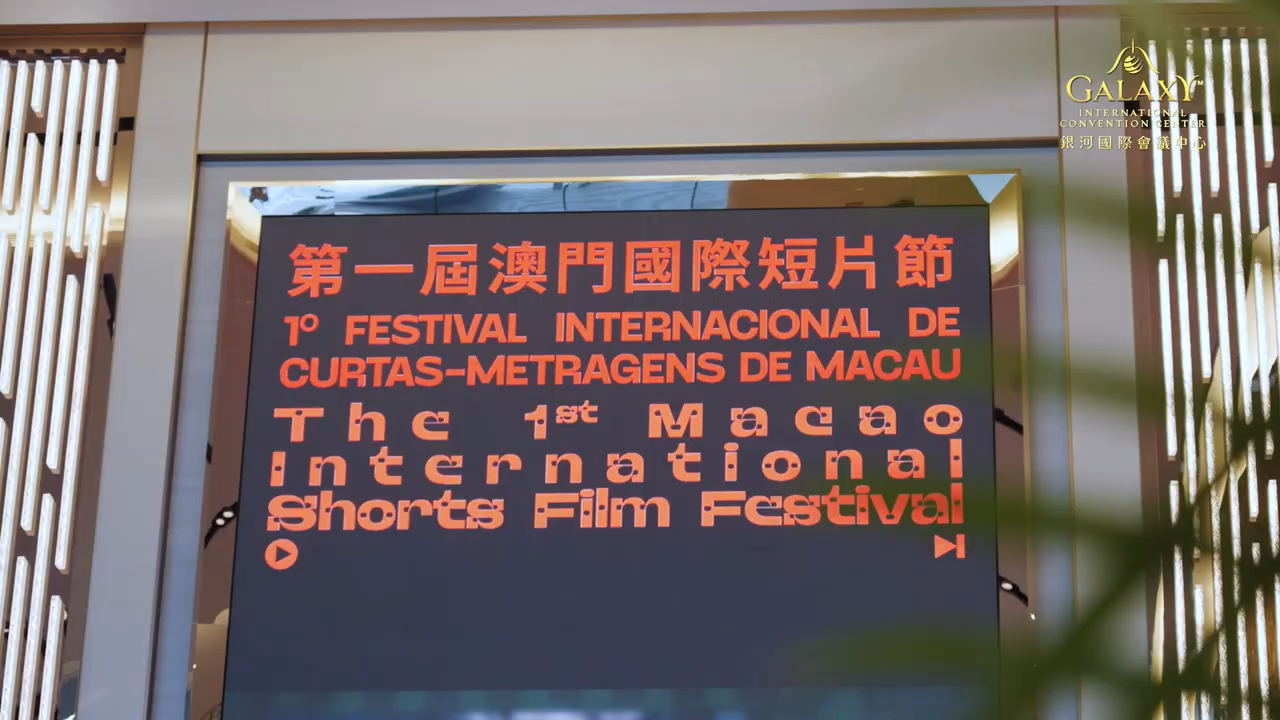 第一屆澳門國際短片節
1º FESTIVAL INTERNACIONAL DE
CURTAS-METRAGENS DE MACAU
The 1st Macao
International
Shorts Film Festival
GALAXY™
INTERNATIONAL
CONVENTION CENTER
銀河國際會議中心